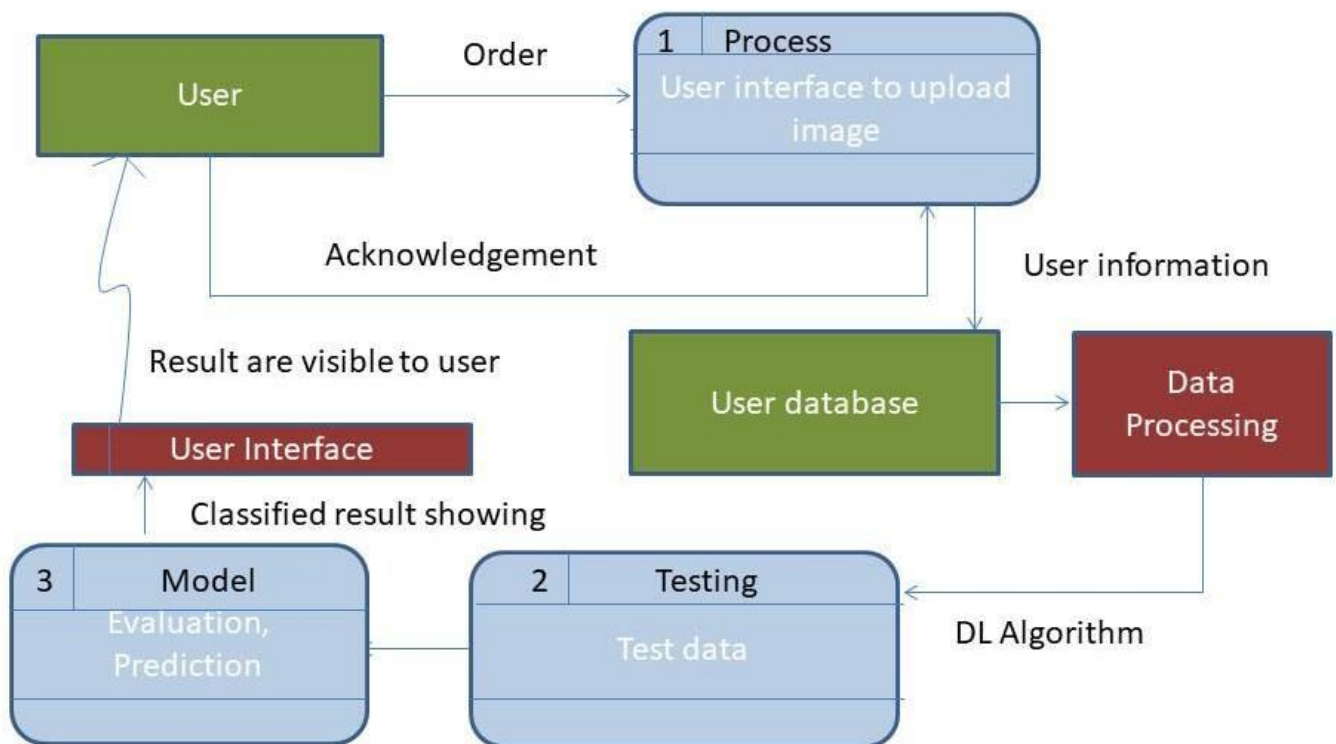 User
Order
1 Process
User interface to upload
image
Acknowledgement
User information
Result are visible to user
User database
Data
Processing
User Interface
Classified result showing
3 Model
Evaluation,
Prediction
2 Testing
Test data
DL Algorithm